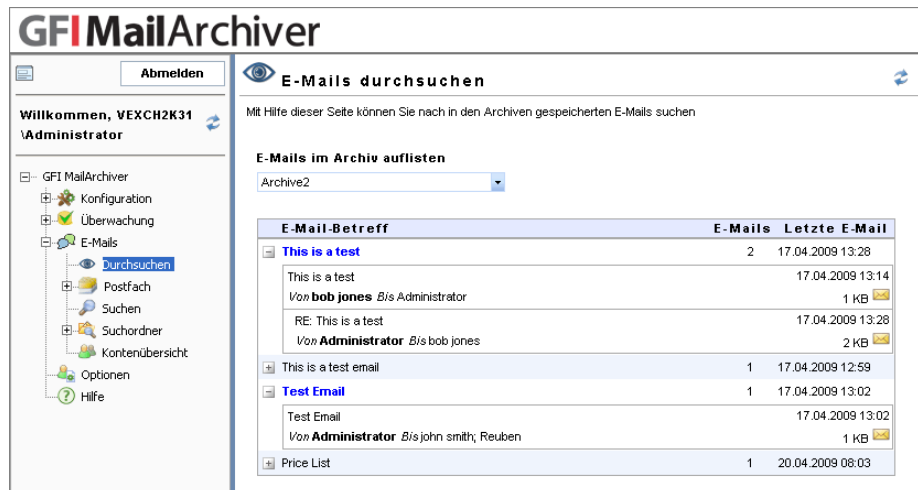 GFI MailArchiver
Abmelden
Willkommen, VEXCH2K31
\Administrator
GFI MailArchiver
Konfiguration
Überwachung
E-Mails
Durchsuchen
Postfach
Suchen
Suchordner
Kontenübersicht
Optionen
Hilfe
E-Mails durchsuchen
Mit Hilfe dieser Seite können Sie nach in den Archiven gespeicherten E-Mails suchen
E-Mails im Archiv auflisten
Archive2
E-Mail-Betreff E-Mails Letzte E-Mail
This is a test 2 17.04.2009 13:28
This is a test 17.04.2009 13:14
Von bob jones Bis Administrator 1 KB
RE: This is a test 17.04.2009 13:28
Von Administrator Bis bob jones 2 KB
This is a test email 1 17.04.2009 12:59
Test Email 1 17.04.2009 13:02
Test Email 17.04.2009 13:02
Von Administrator Bis john smith; Reuben 1 KB
Price List 1 20.04.2009 08:03